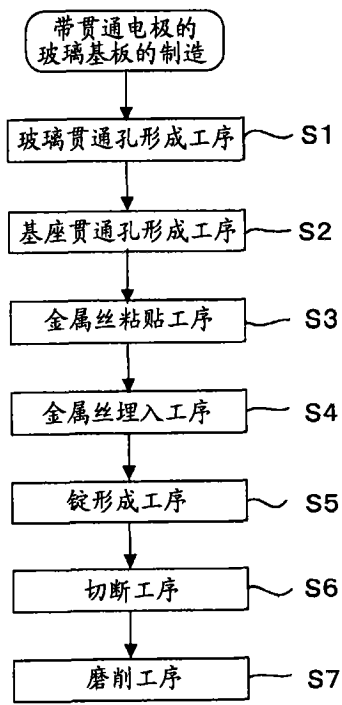 带贯通电极的
玻璃基板的制造
玻璃贯通孔形成工序 S1
基座贯通孔形成工序 S2
金属丝粘贴工序 S3
金属丝埋入工序 S4
锭形成工序 S5
切断工序 S6
磨削工序 S7